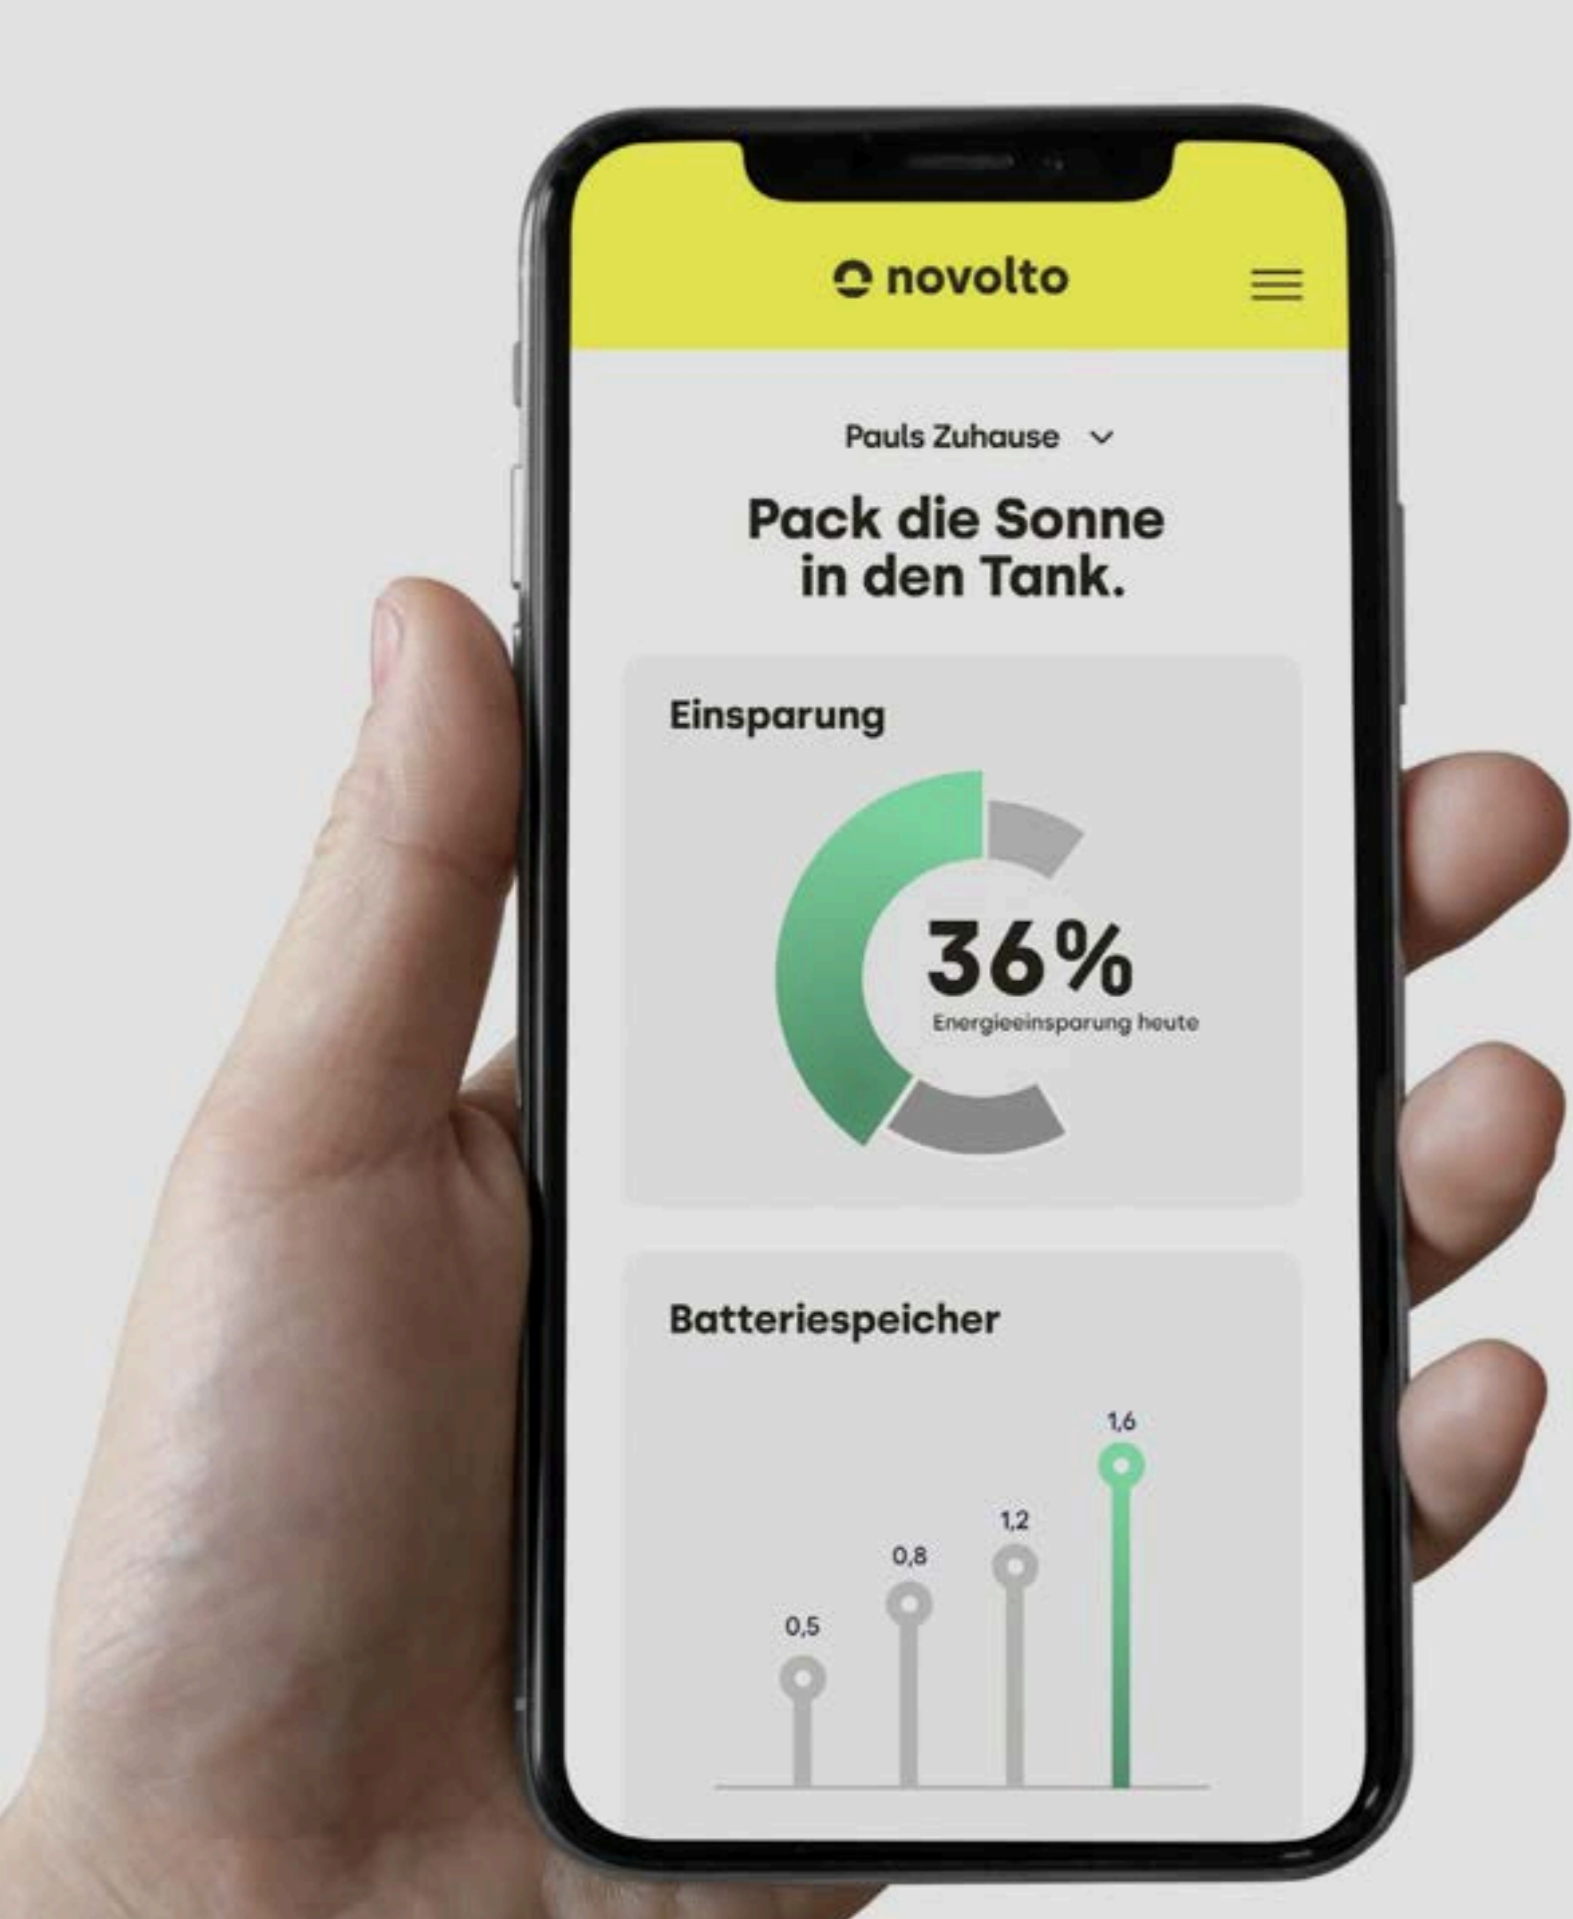 novolto
Pauls Zuhause
Pack die Sonne
in den Tank.
Einsparung
36%
Energieeinsparung heute
Batteriespeicher
1,6
1,2
0,8
0,5